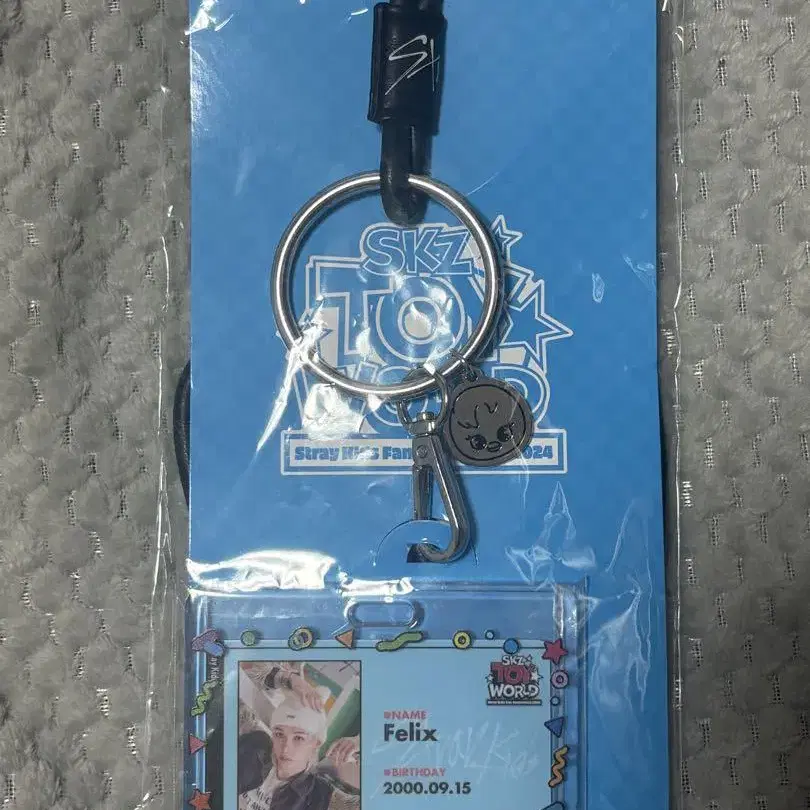 SKZ
TOY
WORLD
Stray Kids Fan 2024
SKZ
TOY
WORLD
#NAME
Felix
#BIRTHDAY
2000.09.15